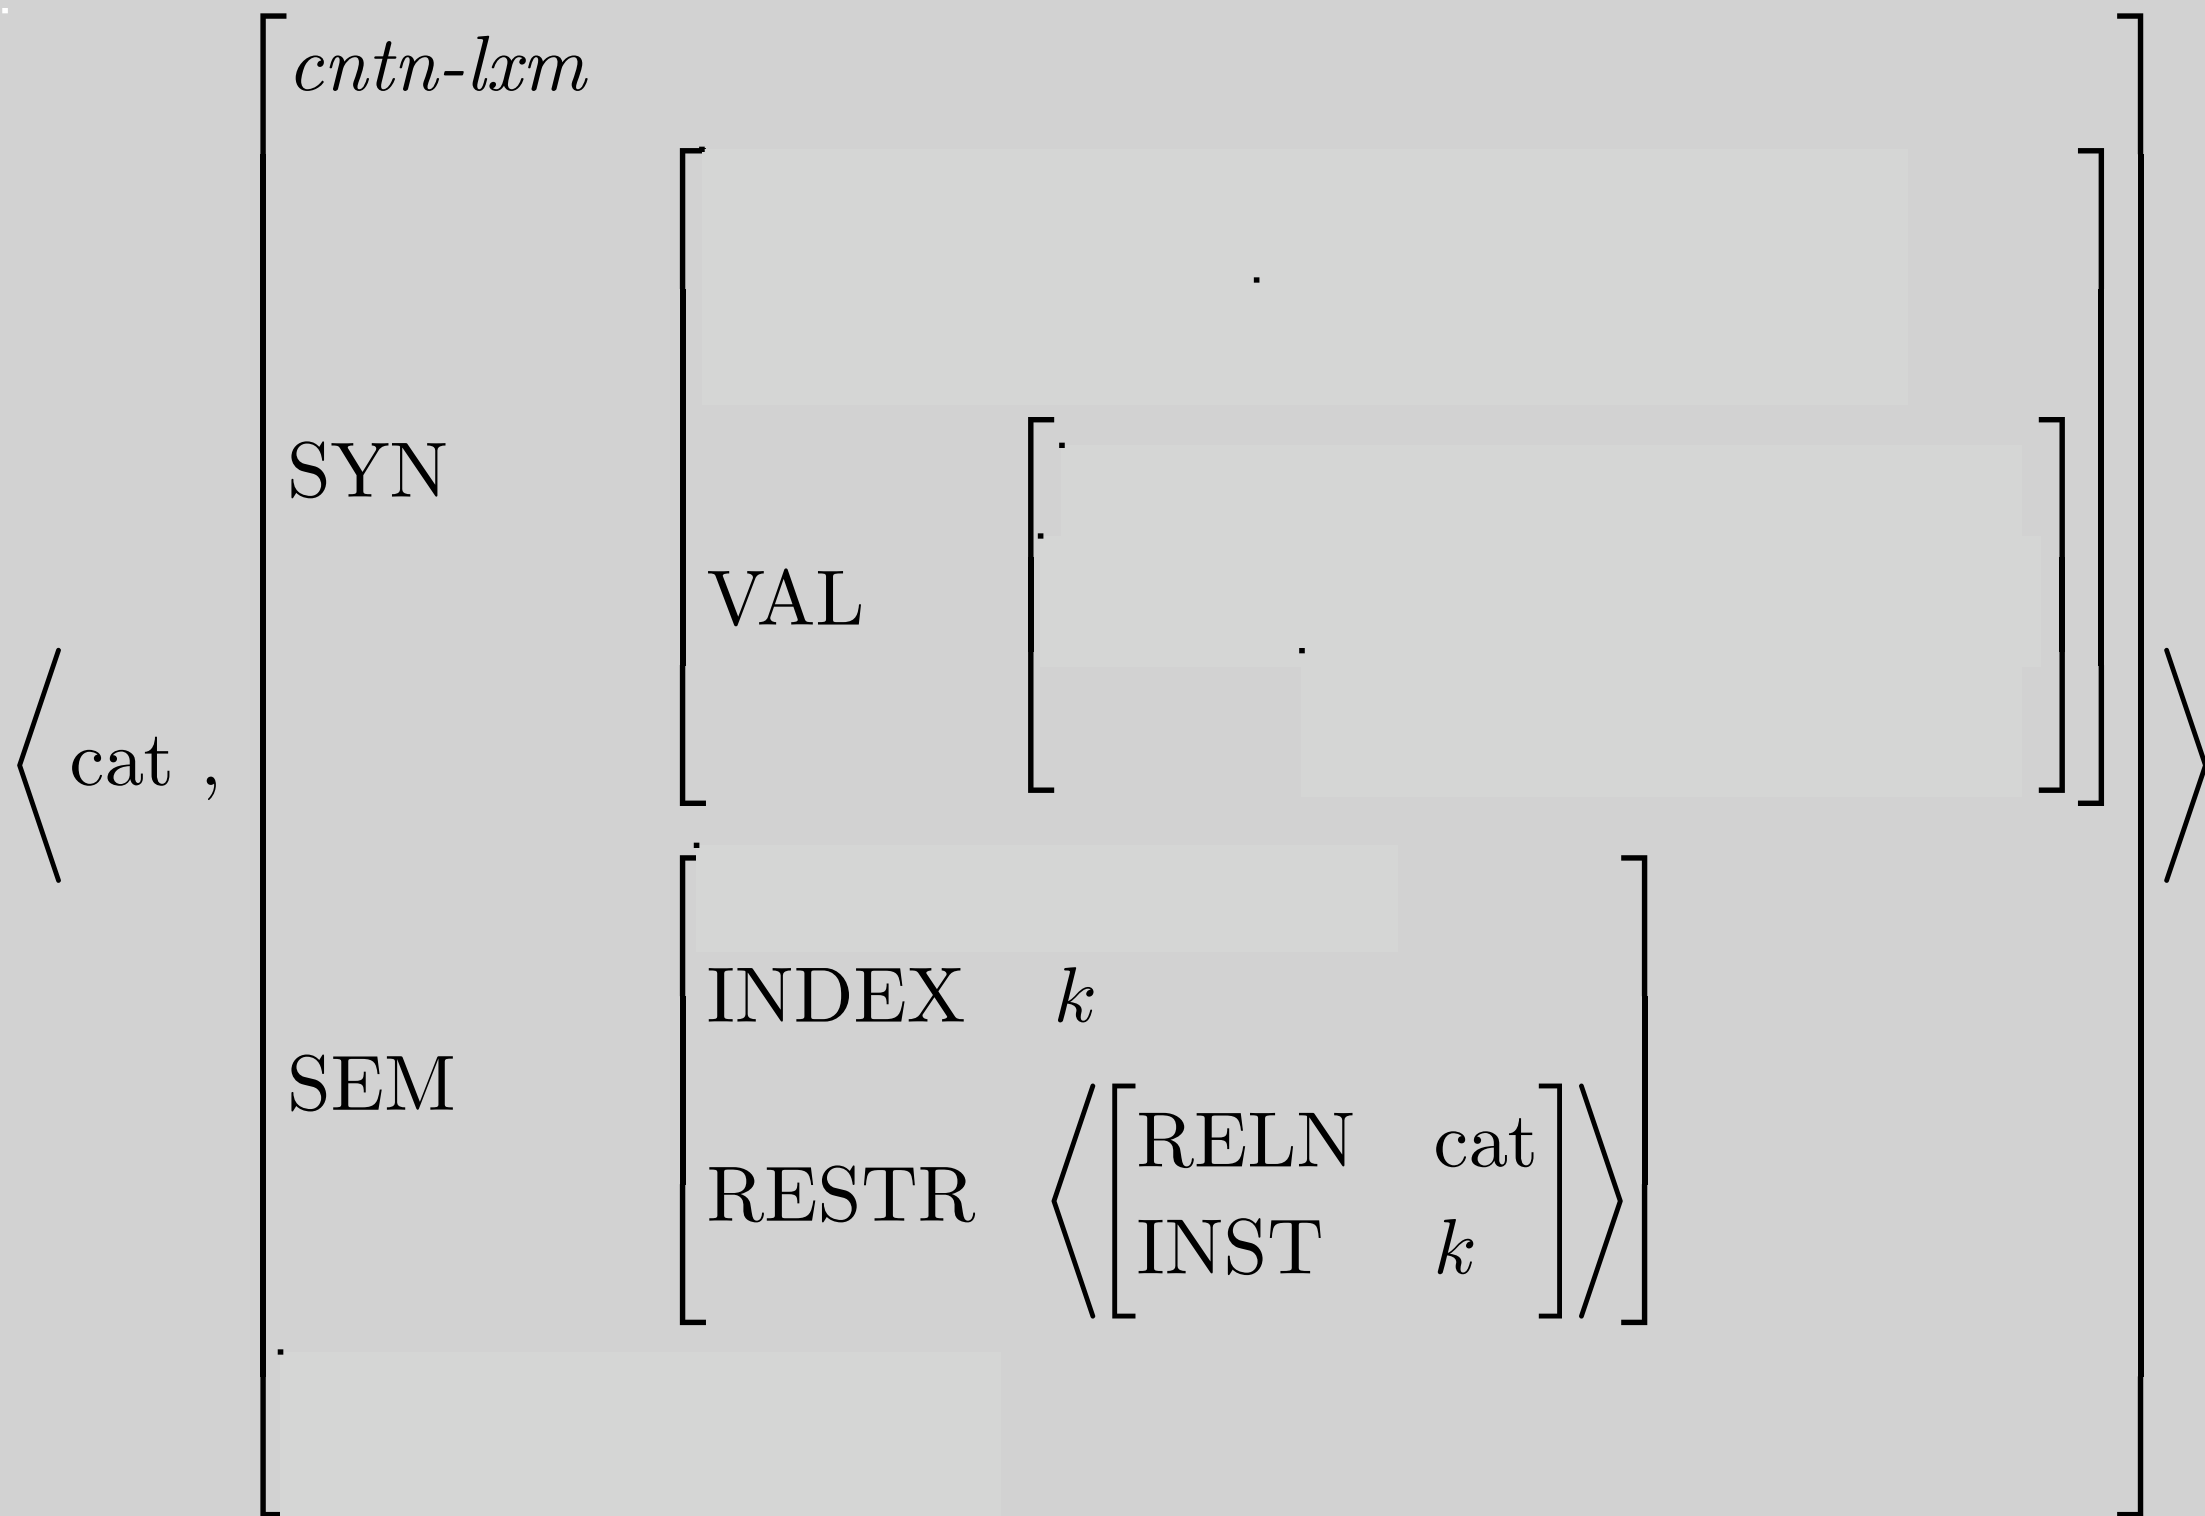 cntn-lxm
SYN
VAL
⟨cat ,
INDEX k
SEM
RELN cat
RESTR
INST k